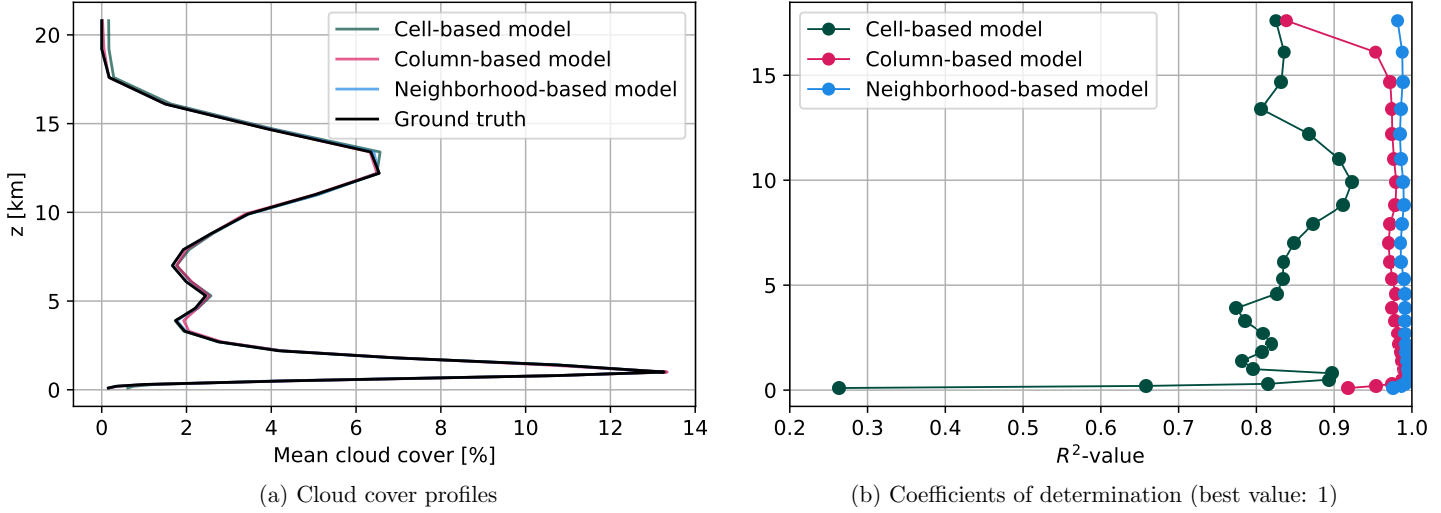 Cell-based model
Column-based model
Neighborhood-based model
Ground truth
20
15
10
5
0
z [km]
0 2 4 6 8 10 12 14
Mean cloud cover [%]
(a) Cloud cover profiles
Cell-based model
Column-based model
Neighborhood-based model
15
10
5
0
0.2 0.3 0.4 0.5 0.6 0.7 0.8 0.9 1.0
R²-value
(b) Coefficients of determination (best value: 1)